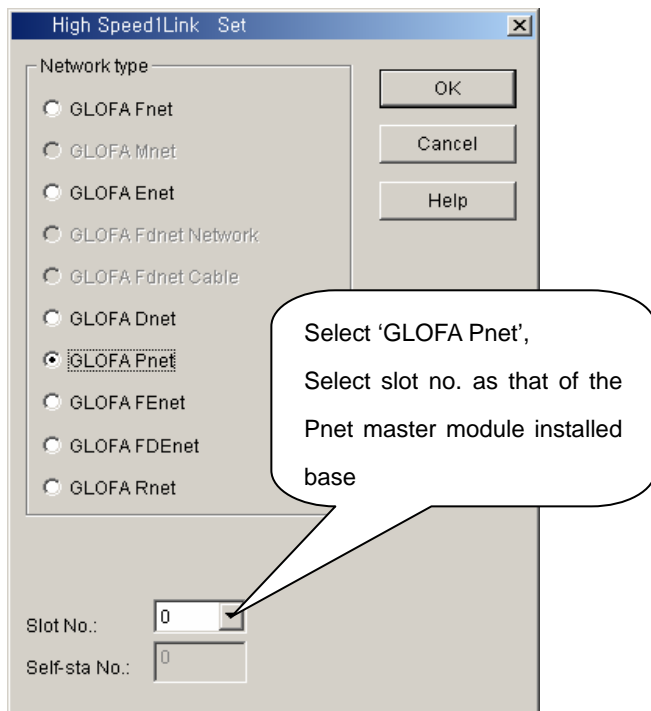 High Speed1Link Set
Network type
GLOFA Fnet
GLOFA Mnet
GLOFA Enet
GLOFA Fdnet Network
GLOFA Fdnet Cable
GLOFA Dnet
GLOFA Pnet
GLOFA FEnet
GLOFA FDEnet
GLOFA Rnet
OK
Cancel
Help
Select ‘GLOFA Pnet’,
Select slot no. as that of the
Pnet master module installed
base
Slot No.: 0
Self-sta No.: 0